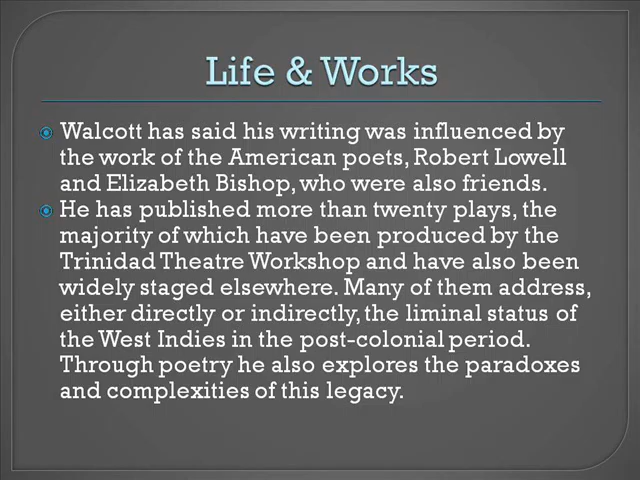 Life & Works
Walcott has said his writing was influenced by
the work of the American poets, Robert Lowell
and Elizabeth Bishop, who were also friends.
He has published more than twenty plays, the
majority of which have been produced by the
Trinidad Theatre Workshop and have also been
widely staged elsewhere. Many of them address,
either directly or indirectly, the liminal status of
the West Indies in the post-colonial period.
Through poetry he also explores the paradoxes
and complexities of this legacy.